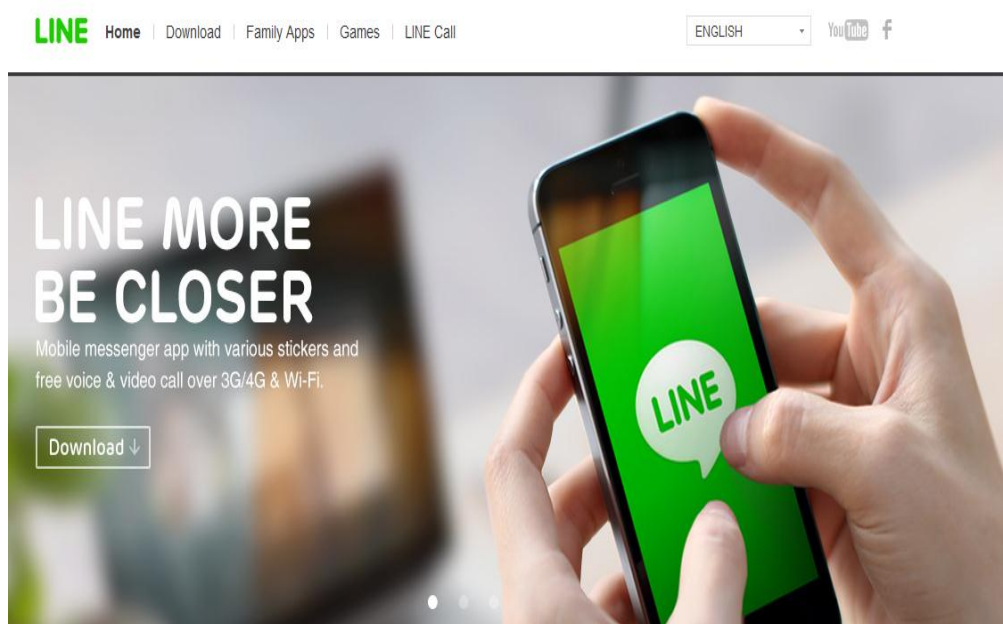 LINE Home Download Family Apps Games LINE Call ENGLISH YouTube f
LINE MORE
BE CLOSER
Mobile messenger app with various stickers and
free voice & video call over 3G/4G & Wi-Fi.
Download
LINE